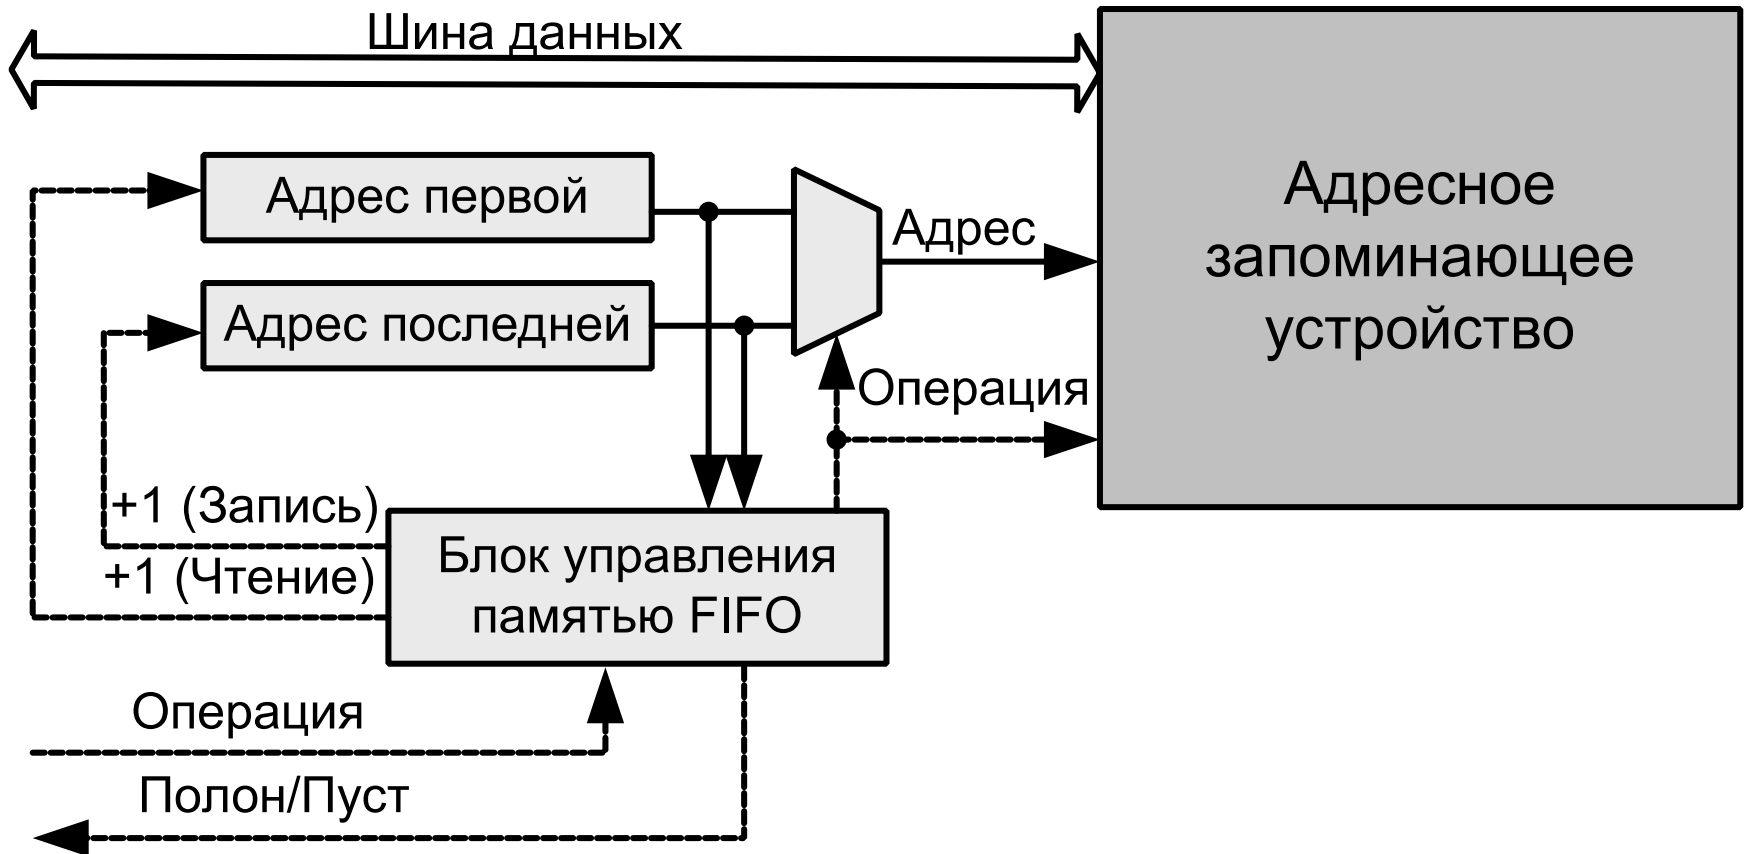 Шина данных
Адрес первой
Адрес последней
Адрес
Операция
Адресное
запоминающее
устройство
+1 (Запись)
+1 (Чтение)
Блок управления
памятью FIFO
Операция
Полон/Пуст